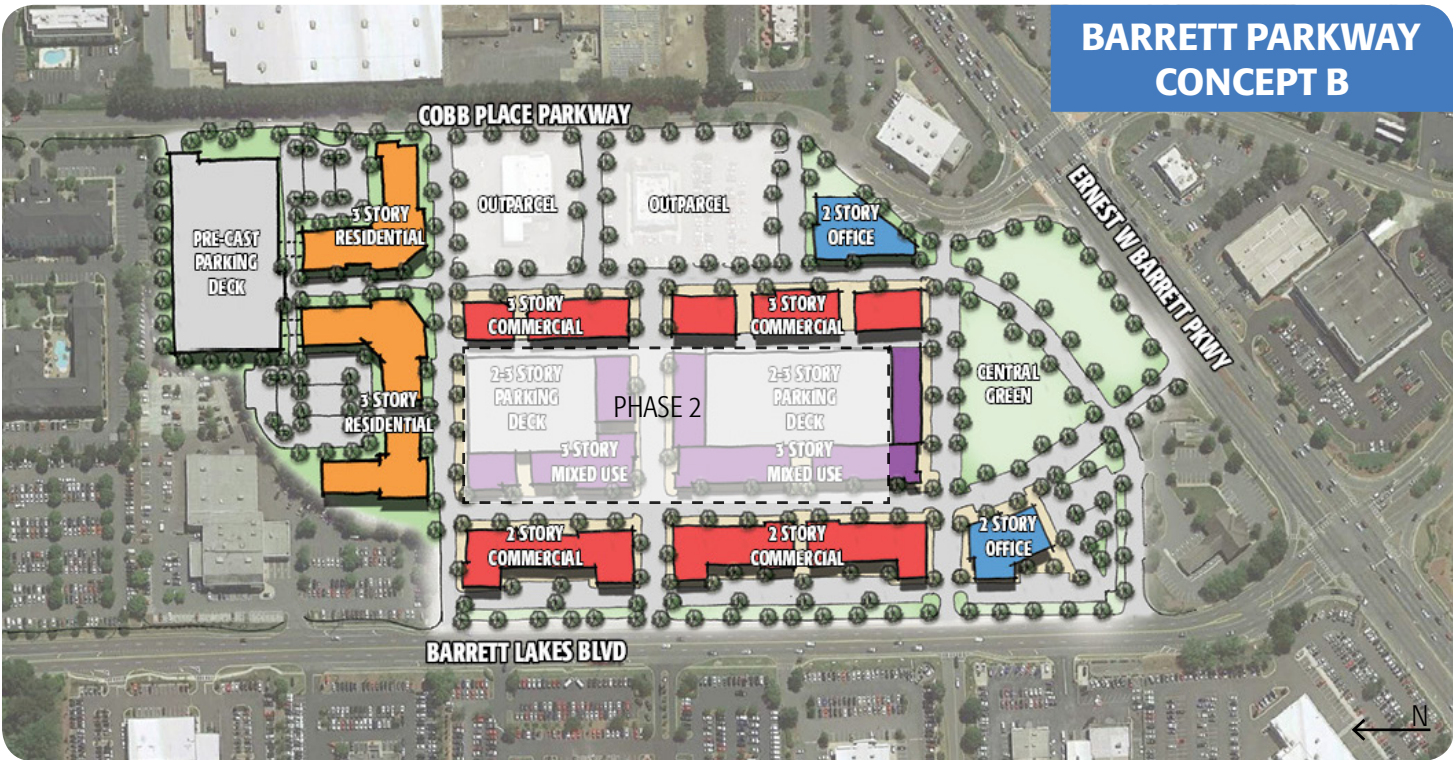 BARRETT PARKWAY
CONCEPT B
COBB PLACE PARKWAY
ERNEST W BARRETT PKWY
PRE-CAST
PARKING
DECK
3 STORY
RESIDENTIAL
OUTPARCEL
OUTPARCEL
2 STORY
OFFICE
3 STORY
COMMERCIAL
3 STORY
COMMERCIAL
3 STORY
RESIDENTIAL
2-3 STORY
PARKING
DECK
PHASE 2
2-3 STORY
PARKING
DECK
CENTRAL
GREEN
3 STORY
MIXED USE
3 STORY
MIXED USE
2 STORY
COMMERCIAL
2 STORY
COMMERCIAL
2 STORY
OFFICE
BARRETT LAKES BLVD
N